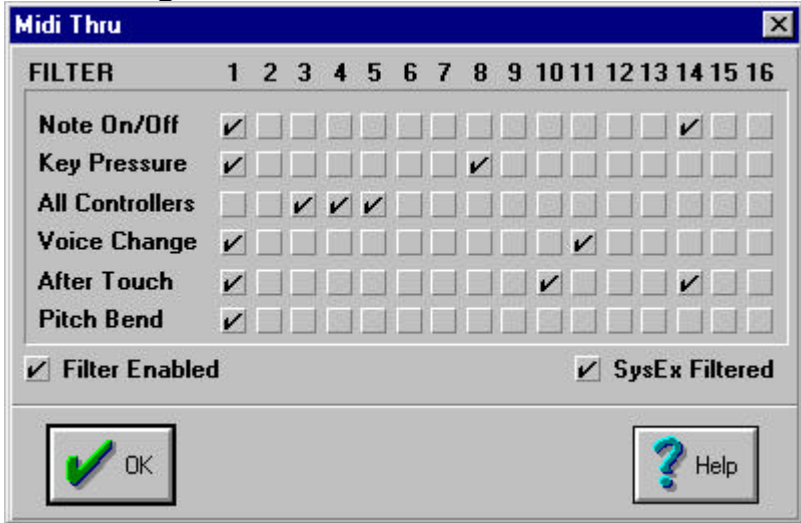 Midi Thru
FILTER 1 2 3 4 5 6 7 8 9 10 11 12 13 14 15 16
Note On/Off
Key Pressure
All Controllers
Voice Change
After Touch
Pitch Bend
Filter Enabled SysEx Filtered
OK Help